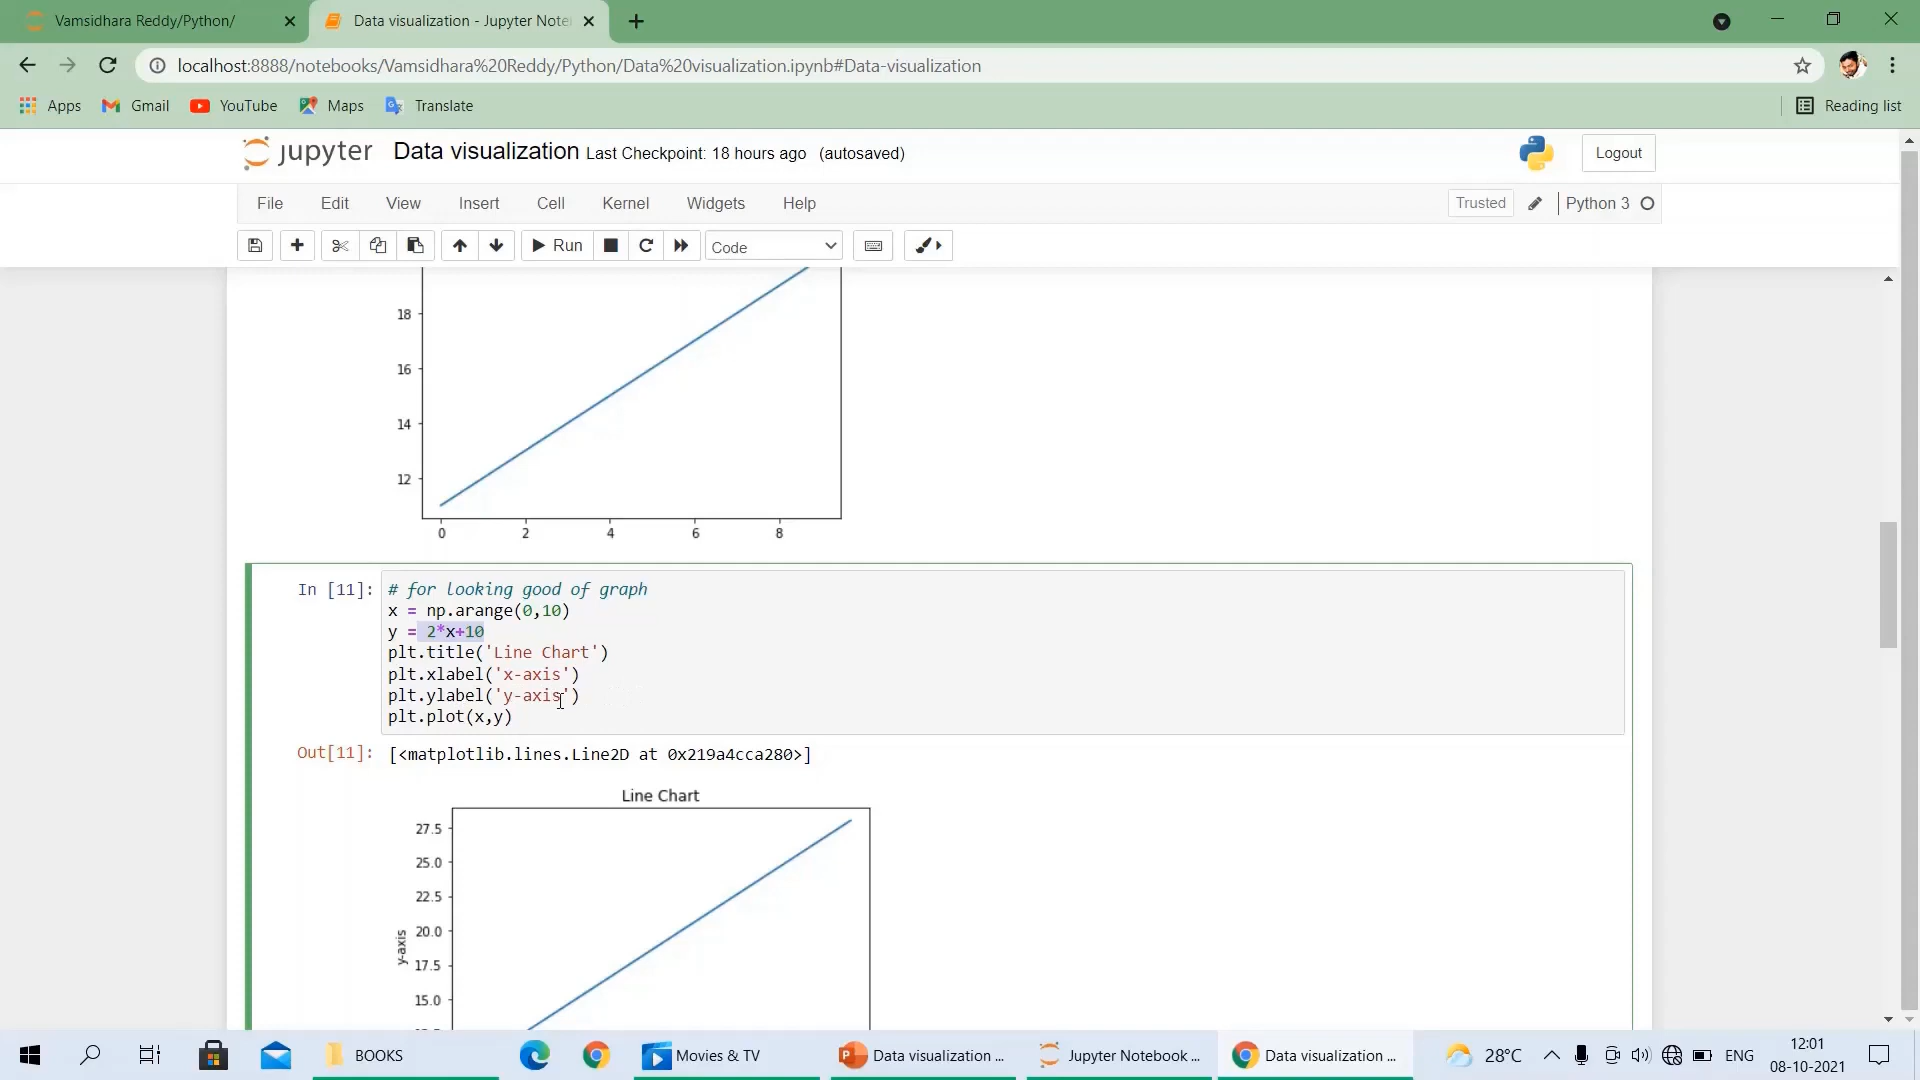 Vamsidhara Reddy/Python/
Data visualization - Jupyter Note
localhost:8888/notebooks/Vamsidhara%20Reddy/Python/Data%20visualization.ipynb#Data-visualization
Apps Gmail YouTube Maps Translate Reading list
jupyter Data visualization Last Checkpoint: 18 hours ago (autosaved) Logout
File Edit View Insert Cell Kernel Widgets Help Trusted Python 3
Run Code
18
16
14
12
0 2 4 6 8
In [11]: # for looking good of graph
x = np.arange(0,10)
y = 2*x+10
plt.title('Line Chart')
plt.xlabel('x-axis')
plt.ylabel('y-axis')
plt.plot(x,y)
Out[11]: [<matplotlib.lines.Line2D at 0x219a4cca280>]
Line Chart
27.5
25.0
22.5
20.0
y-axis
17.5
15.0
BOOKS Movies & TV Data visualization ... Jupyter Notebook ... Data visualization ... 28°C ENG 12:01
08-10-2021